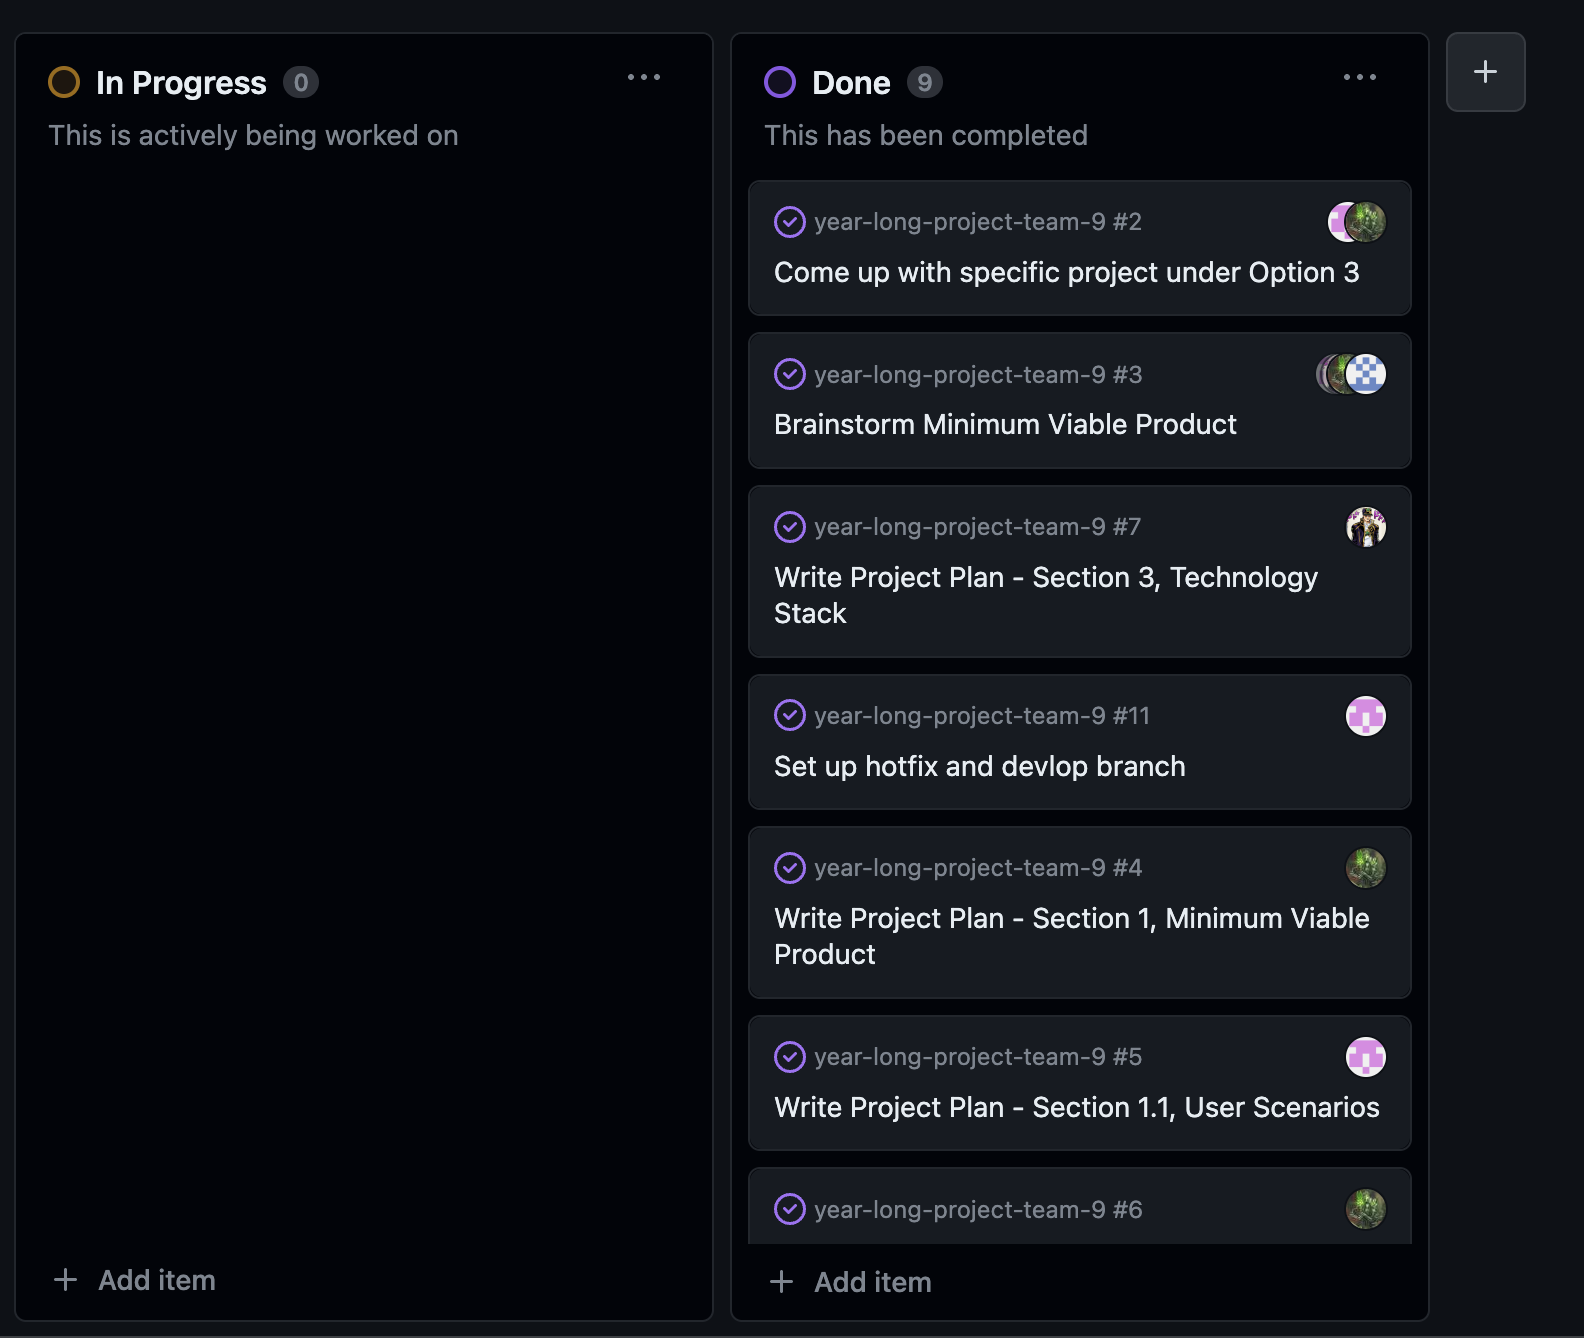 In Progress 0
This is actively being worked on
Add item
Done 9
This has been completed
year-long-project-team-9 #2
Come up with specific project under Option 3
year-long-project-team-9 #3
Brainstorm Minimum Viable Product
year-long-project-team-9 #7
Write Project Plan - Section 3, Technology
Stack
year-long-project-team-9 #11
Set up hotfix and devlop branch
year-long-project-team-9 #4
Write Project Plan - Section 1, Minimum Viable
Product
year-long-project-team-9 #5
Write Project Plan - Section 1.1, User Scenarios
year-long-project-team-9 #6
Add item